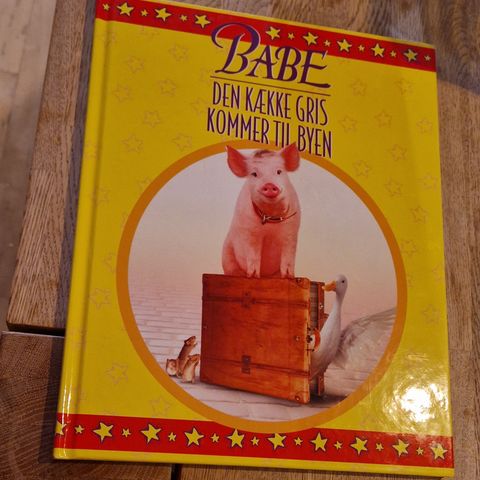 BABE
DEN KÆKKE GRIS
KOMMER TIL BYEN